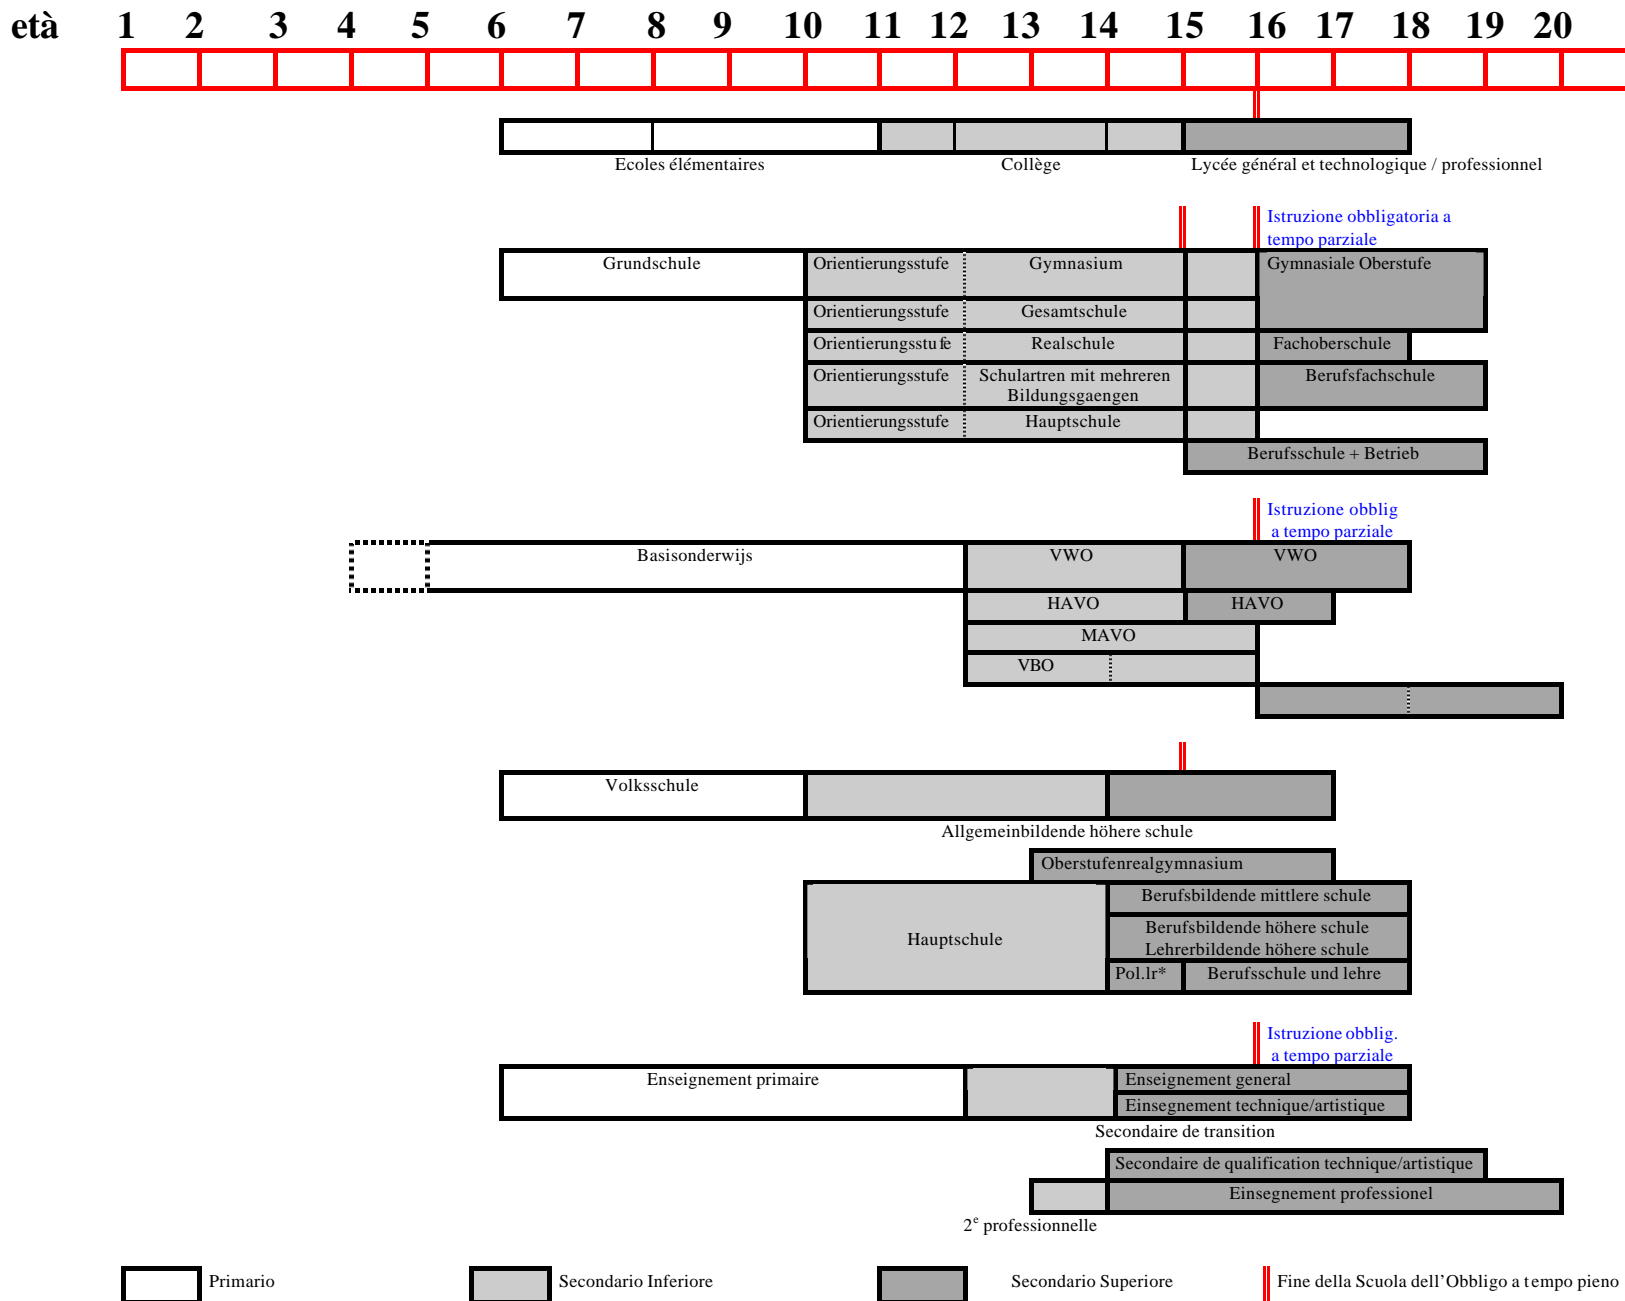 età 1 2 3 4 5 6 7 8 9 10 11 12 13 14 15 16 17 18 19 20
Ecoles élémentaires Collège Lycée général et technologique / professionnel
Istruzione obbligatoria a
tempo parziale
Grundschule Orientierungsstufe Gymnasium Gymnasiale Oberstufe
Orientierungsstufe Gesamtschule
Orientierungsstufe Realschule Fachoberschule
Orientierungsstufe Schulartren mit mehreren Berufsfachschule
Bildungsgaengen
Orientierungsstufe Hauptschule
Berufsschule + Betrieb
Istruzione obblig
a tempo parziale
Basisonderwijs VWO VWO
HAVO HAVO
MAVO
VBO
Volksschule
Allgemeinbildende höhere schule
Oberstufenrealgymnasium
Berufsbildende mittlere schule
Hauptschule
Berufsbildende höhere schule
Lehrerbildende höhere schule
Pol.lr* Berufsschule und lehre
Istruzione obblig.
a tempo parziale
Enseignement primaire Enseignement general
Einsegnement technique/artistique
Secondaire de transition
Secondaire de qualification technique/artistique
Einsegnement professionel
2e professionnelle
Primario Secondario Inferiore Secondario Superiore Fine della Scuola dell'Obbligo a tempo pieno